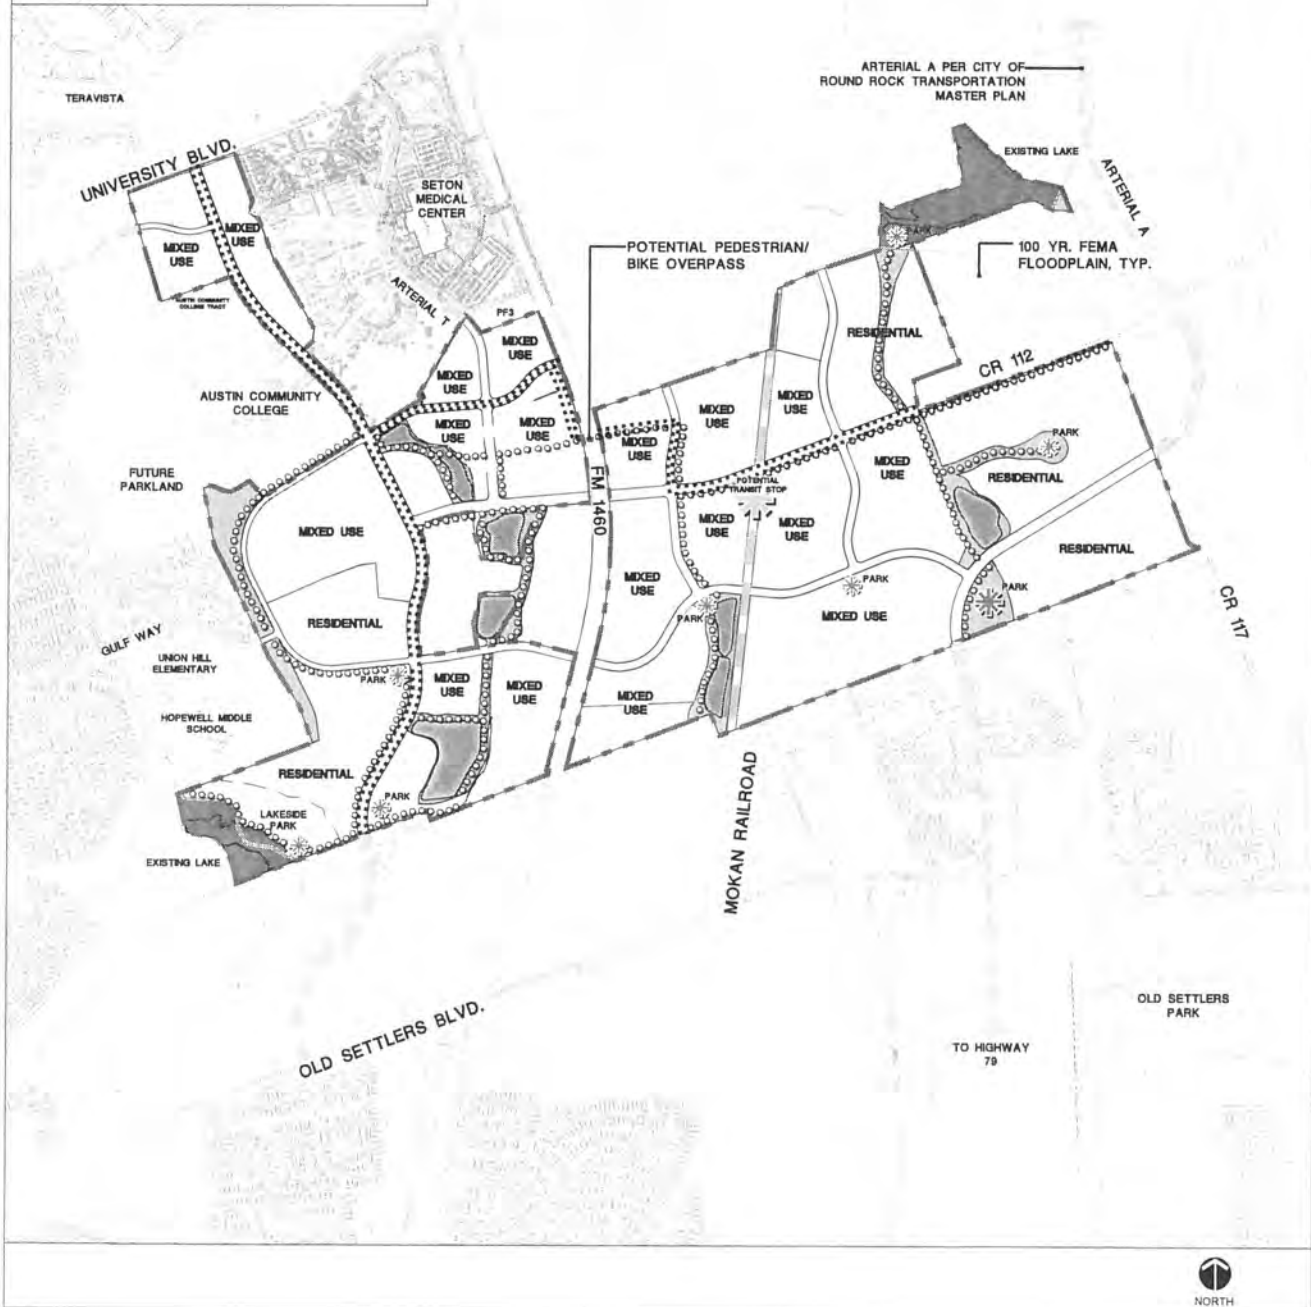 TERAVISTA
ARTERIAL A PER CITY OF
ROUND ROCK TRANSPORTATION
MASTER PLAN
EXISTING LAKE
ARTERIAL A
UNIVERSITY BLVD.
SETON
MEDICAL
CENTER
PARK
MIXED
USE
MIXED
USE
POTENTIAL PEDESTRIAN/
BIKE OVERPASS
100 YR. FEMA
FLOODPLAIN, TYP.
AUSTIN COMMUNITY
COLLEGE TRACT
ARTERIAL T
PF3
MIXED
USE
RESIDENTIAL
CR 112
MIXED
USE
AUSTIN COMMUNITY
COLLEGE
MIXED
USE
MIXED
USE
MIXED
USE
MIXED
USE
MIXED
USE
MIXED
USE
PARK
FUTURE
PARKLAND
FM 1460
MIXED
USE
RESIDENTIAL
POTENTIAL
TRANSIT STOP
MIXED USE
MIXED
USE
MIXED
USE
RESIDENTIAL
MIXED
USE
PARK
PARK
CR 117
RESIDENTIAL
PARK
MIXED USE
GULF WAY
UNION HILL
ELEMENTARY
PARK
MIXED
USE
MIXED
USE
MIXED
USE
HOPEWELL MIDDLE
SCHOOL
RESIDENTIAL
PARK
LAKESIDE
PARK
EXISTING LAKE
MOKAN RAILROAD
OLD SETTLERS BLVD.
OLD SETTLERS
PARK
TO HIGHWAY
79
NORTH